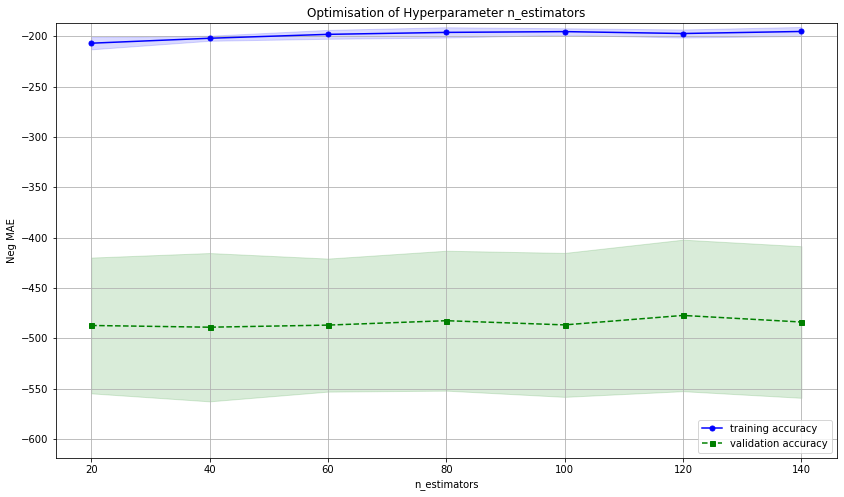 Optimisation of Hyperparameter n_estimators
−200
−250
−300
−350
−400
−450
−500
−550
−600
Neg MAE
20 40 60 80 100 120 140
n_estimators
training accuracy
validation accuracy